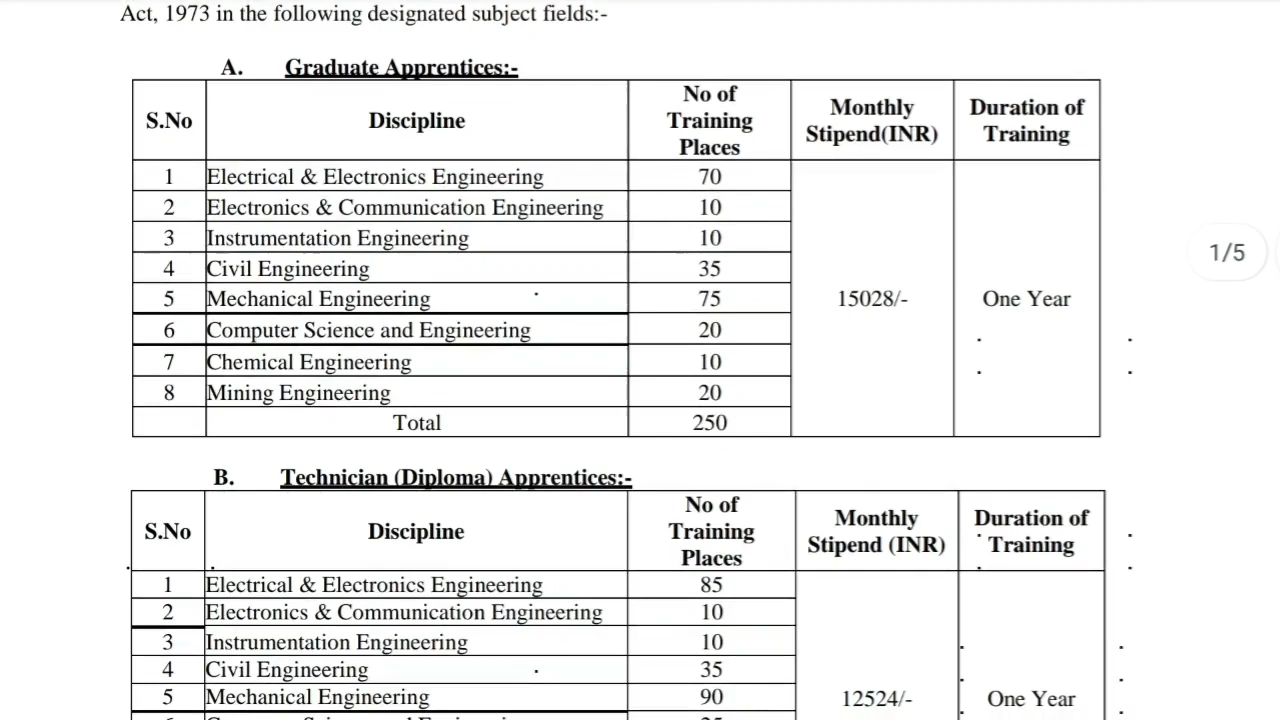 Act, 1973 in the following designated subject fields:-
A. Graduate Apprentices:-
S.No Discipline No of Training Places Monthly Stipend(INR) Duration of Training
1 Electrical & Electronics Engineering 70
2 Electronics & Communication Engineering 10
3 Instrumentation Engineering 10
4 Civil Engineering 35
5 Mechanical Engineering 75 15028/- One Year
6 Computer Science and Engineering 20
7 Chemical Engineering 10
8 Mining Engineering 20
Total 250
1/5
B. Technician (Diploma) Apprentices:-
S.No Discipline No of Training Places Monthly Stipend (INR) Duration of Training
1 Electrical & Electronics Engineering 85
2 Electronics & Communication Engineering 10
3 Instrumentation Engineering 10
4 Civil Engineering 35
5 Mechanical Engineering 90 12524/- One Year